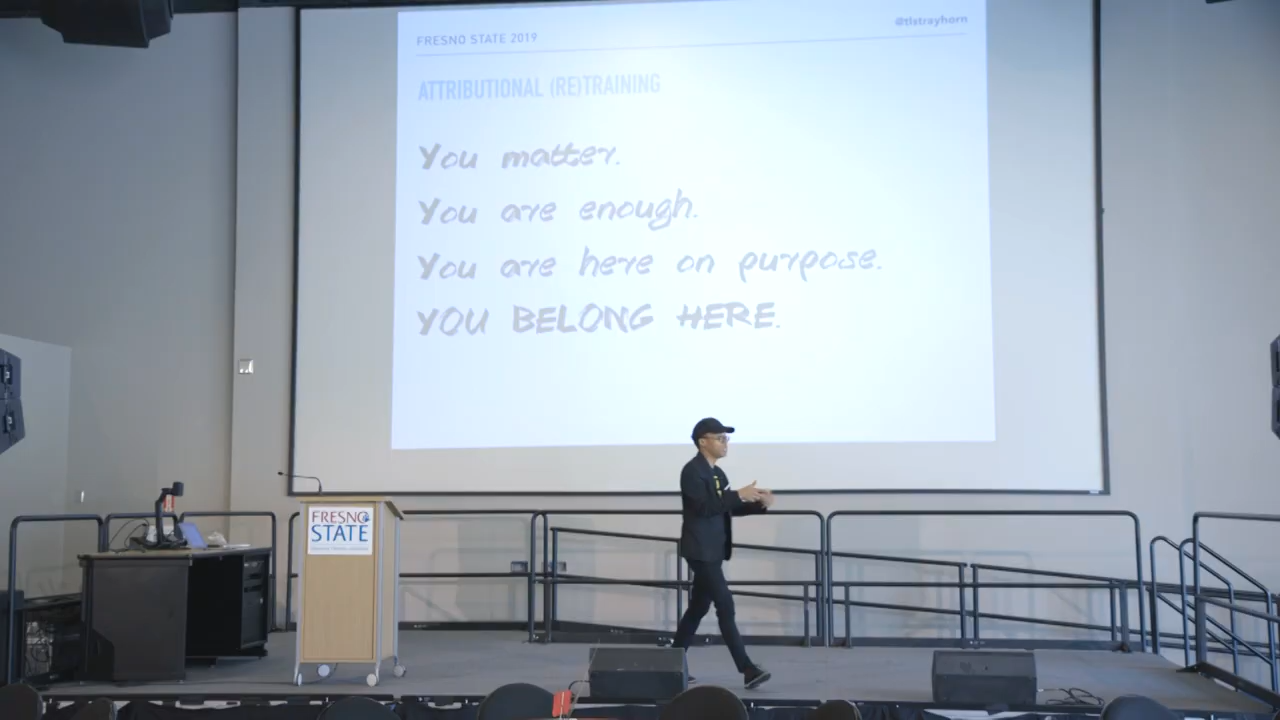 FRESNO STATE 2019
@tlstrayhorn
ATTRIBUTIONAL (RE)TRAINING
You matter.
You are enough.
You are here on purpose.
YOU BELONG HERE.
FRESNO
STATE